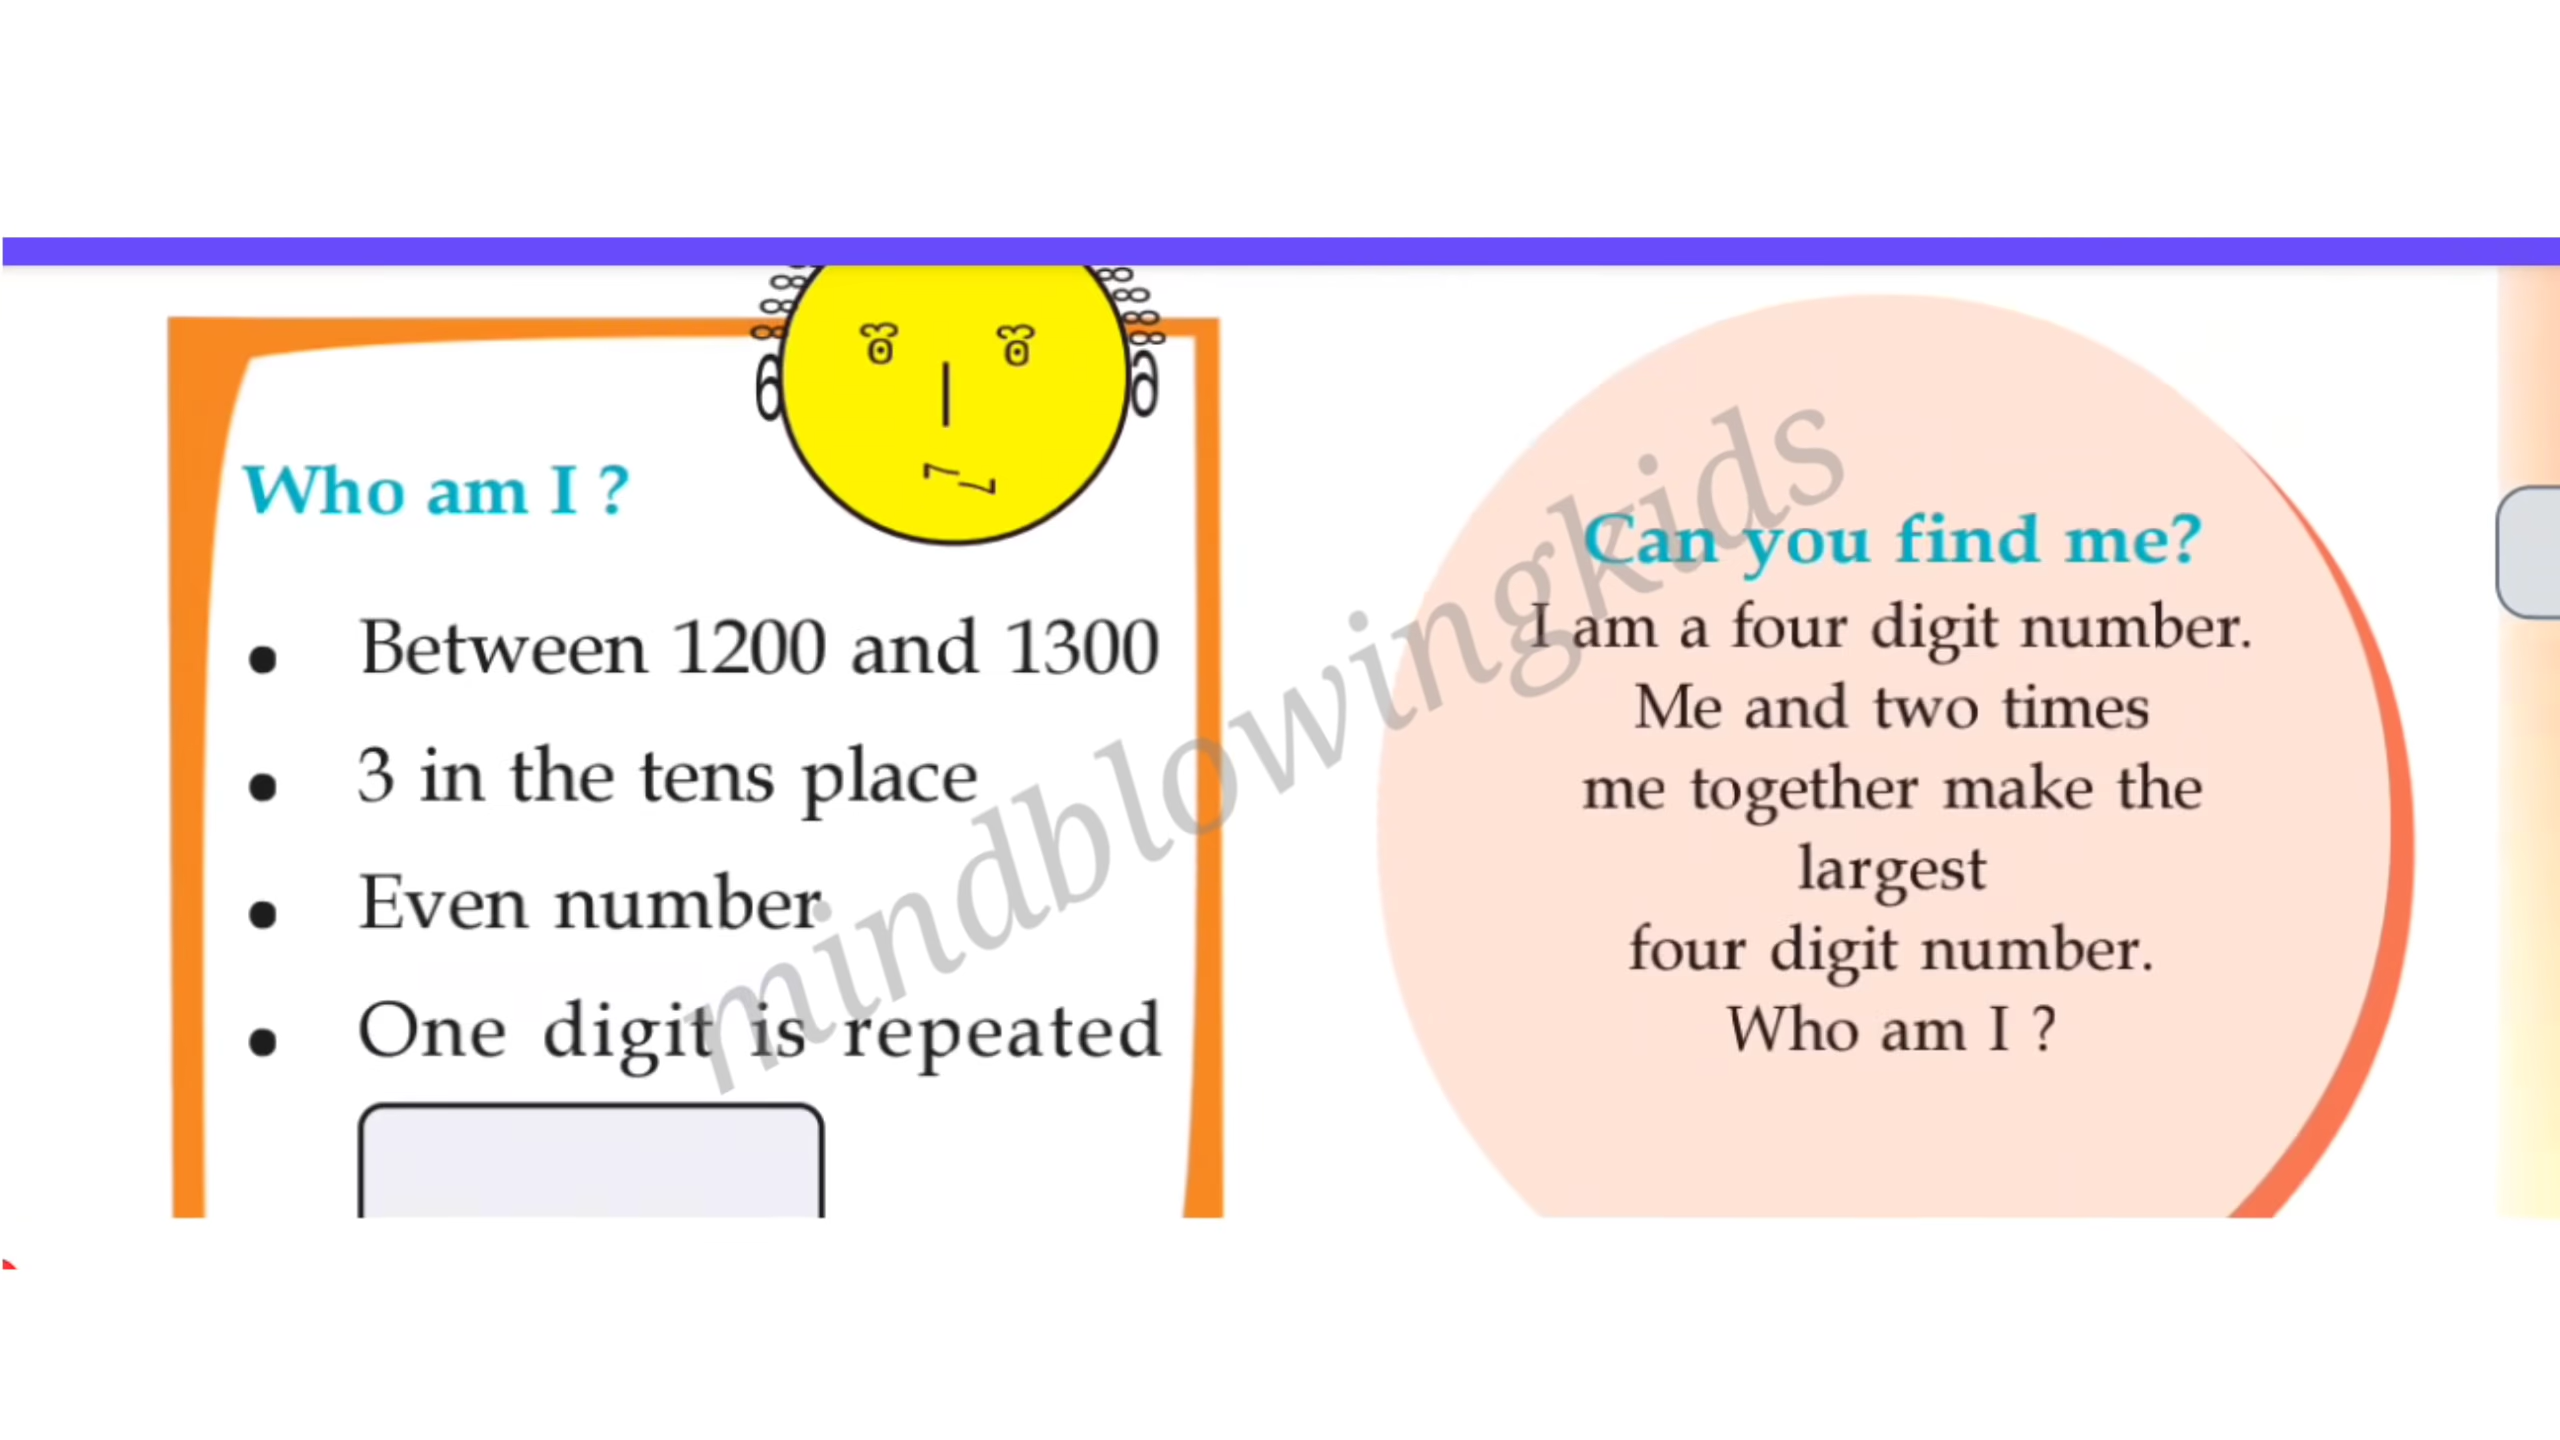 Who am I ?
• Between 1200 and 1300
• 3 in the tens place
• Even number
• One digit is repeated
Can you find me?
I am a four digit number.
Me and two times
me together make the
largest
four digit number.
Who am I ?
mindblowingkids